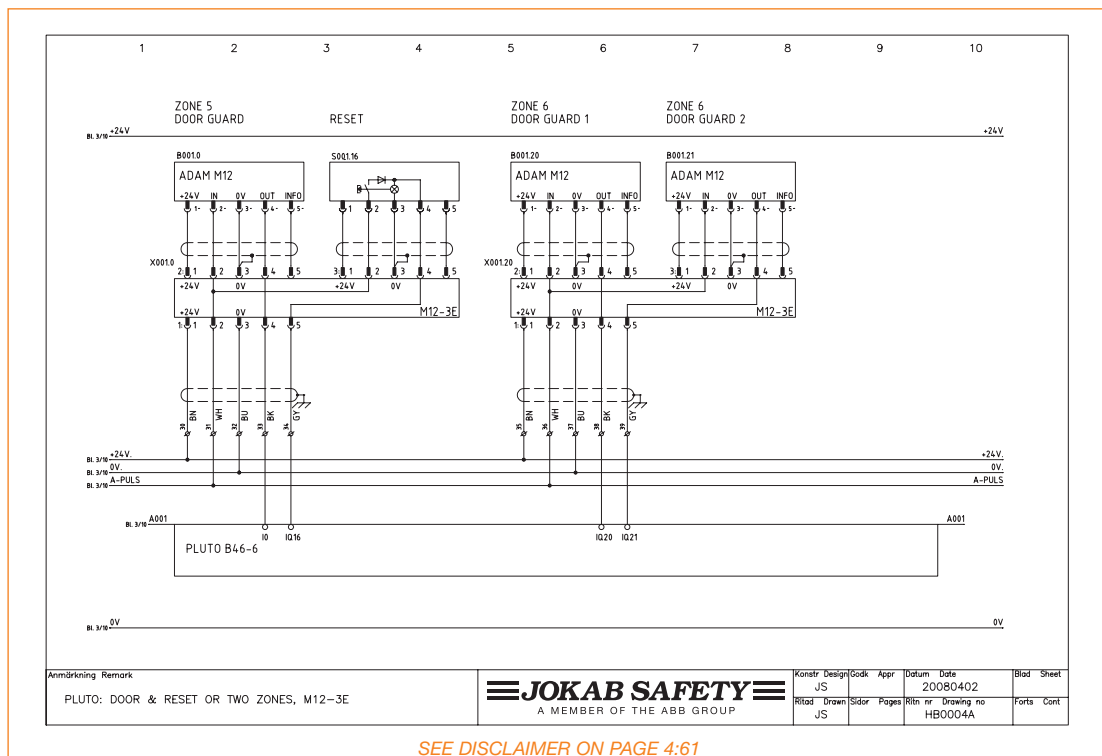 1 2 3 4 5 6 7 8 9 10
ZONE 5
DOOR GUARD
RESET
ZONE 6
DOOR GUARD 1
ZONE 6
DOOR GUARD 2
Bl. 3/10 +24V +24V
B001.0 S001.16 B001.20 B001.21
ADAM M12 ADAM M12 ADAM M12
+24V IN 0V OUT INFO +24V IN 0V OUT INFO +24V IN 0V OUT INFO
1- 2- 3- 4- 5- 1 2 3 4 5 1- 2- 3- 4- 5- 1- 2- 3- 4- 5-
X001.0 X001.20
2: 1 2 3 4 5 3: 1 2 3 4 5 2: 1 2 3 4 5 3: 1 2 3 4 5
+24V 0V +24V 0V +24V 0V +24V 0V
+24V 0V M12-3E +24V 0V M12-3E
1: 1 2 3 4 5 1: 1 2 3 4 5
BN WH BU BK GY BN WH BU BK GY
30 31 32 33 34 35 36 37 38 39
Bl. 3/10 +24V. +24V.
Bl. 3/10 0V. 0V.
Bl. 3/10 A-PULS A-PULS
Bl. 3/10 A001 A001
I0 IQ16 IQ20 IQ21
PLUTO B46-6
Bl. 3/10 0V 0V
Anmärkning Remark
PLUTO: DOOR & RESET OR TWO ZONES, M12-3E
JOKAB SAFETY
A MEMBER OF THE ABB GROUP
Konstr Design Godk Appr Datum Date Blad Sheet
JS 20080402
Ritad Drawn Sidor Pages Ritn nr Drawing no Forts Cont
JS HB0004A
SEE DISCLAIMER ON PAGE 4:61